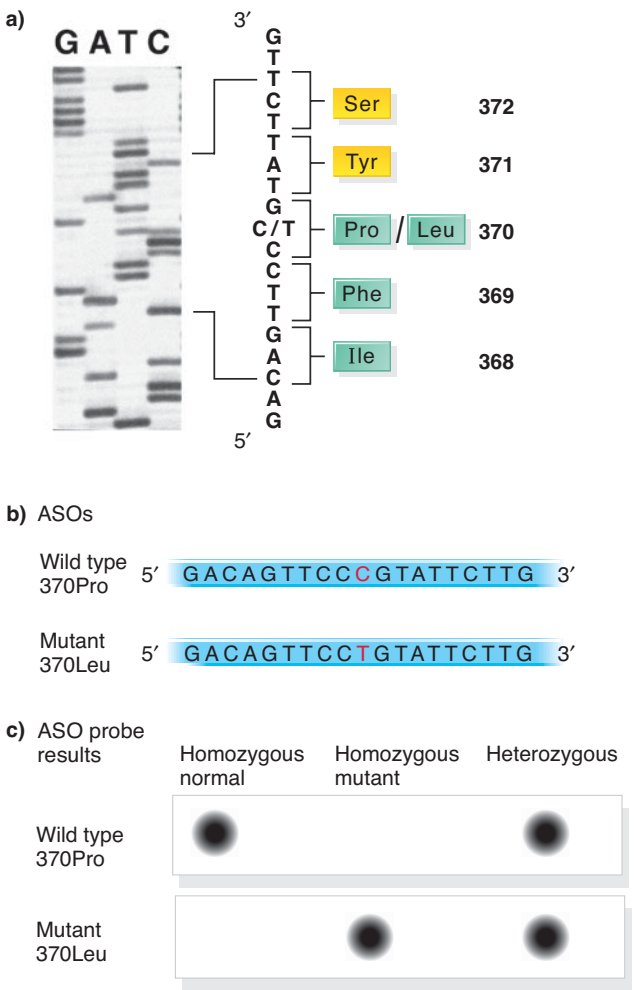 a)
G A T C
3′
G
T
T
C
T
Ser 372
T
A
T
Tyr 371
G
C/T
C
Pro / Leu 370
C
T
T
Phe 369
G
A
C
Ile 368
A
G
5′
b) ASOs
Wild type
370Pro
5′ GACAGTTCCCGTATTCTTG 3′
Mutant
370Leu
5′ GACAGTTCCTGTATTCTTG 3′
c) ASO probe
results
Homozygous
normal
Homozygous
mutant
Heterozygous
Wild type
370Pro
Mutant
370Leu